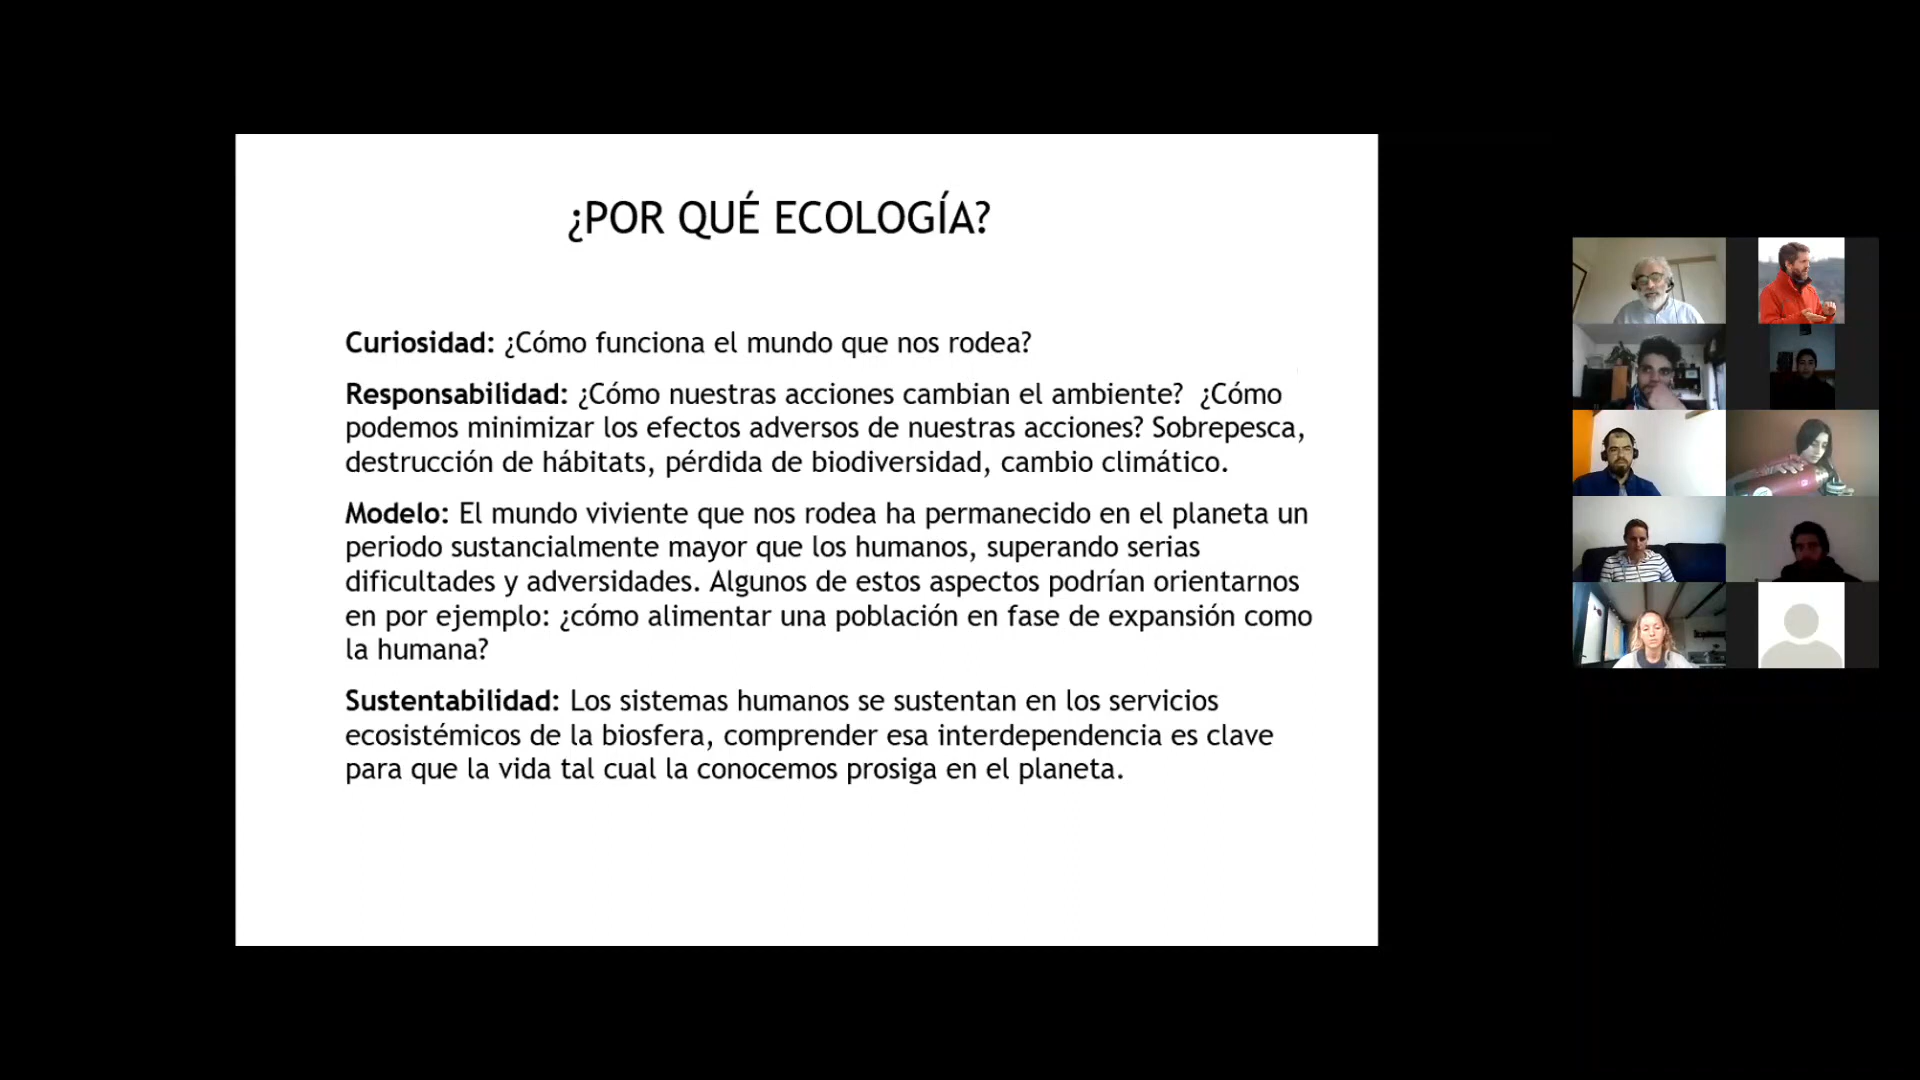 ¿POR QUÉ ECOLOGÍA?
Curiosidad: ¿Cómo funciona el mundo que nos rodea?
Responsabilidad: ¿Cómo nuestras acciones cambian el ambiente? ¿Cómo
podemos minimizar los efectos adversos de nuestras acciones? Sobrepesca,
destrucción de hábitats, pérdida de biodiversidad, cambio climático.
Modelo: El mundo viviente que nos rodea ha permanecido en el planeta un
periodo sustancialmente mayor que los humanos, superando serias
dificultades y adversidades. Algunos de estos aspectos podrían orientarnos
en por ejemplo: ¿cómo alimentar una población en fase de expansión como
la humana?
Sustentabilidad: Los sistemas humanos se sustentan en los servicios
ecosistémicos de la biosfera, comprender esa interdependencia es clave
para que la vida tal cual la conocemos prosiga en el planeta.